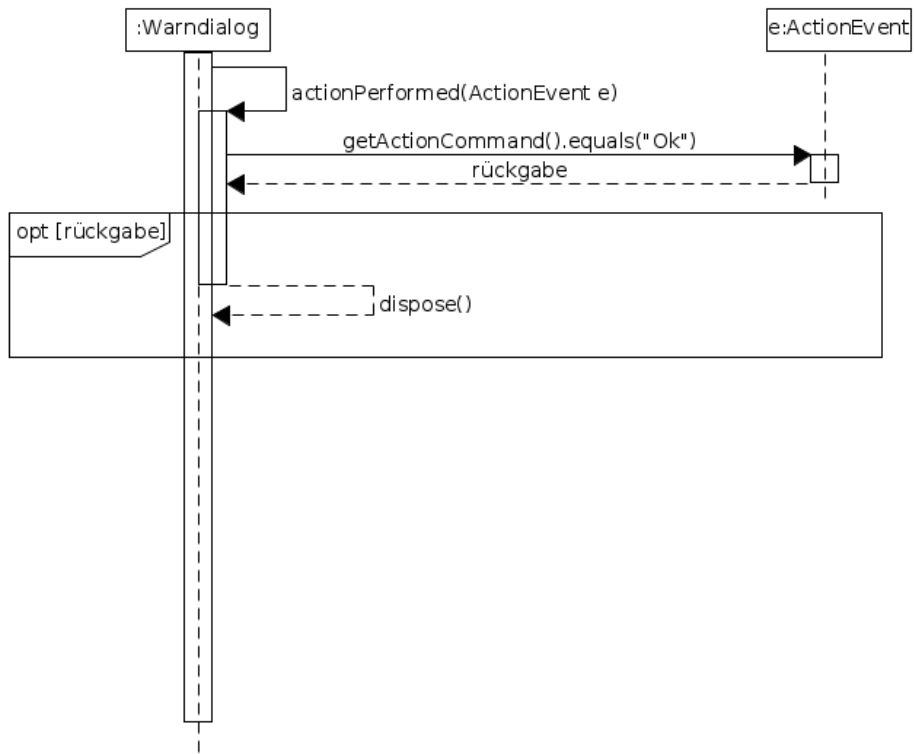 :Warndialog
e:ActionEvent
actionPerformed(ActionEvent e)
getActionCommand().equals("Ok")
rückgabe
opt [rückgabe]
dispose()